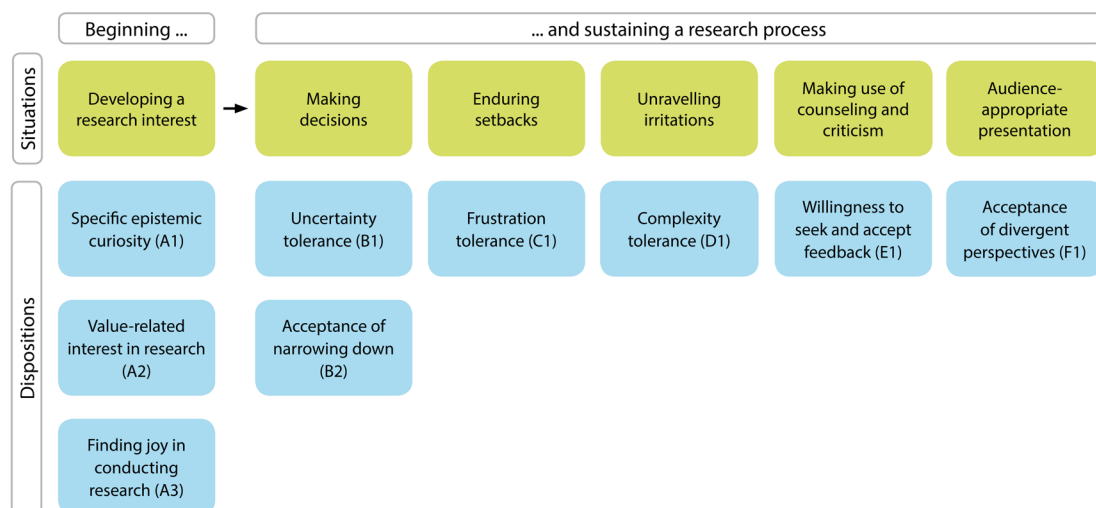 Beginning ...
... and sustaining a research process
Situations
Developing a
research interest
Making
decisions
Enduring
setbacks
Unravelling
irritations
Making use of
counseling and
criticism
Audience-
appropriate
presentation
Dispositions
Specific epistemic
curiosity (A1)
Uncertainty
tolerance (B1)
Frustration
tolerance (C1)
Complexity
tolerance (D1)
Willingness to
seek and accept
feedback (E1)
Acceptance
of divergent
perspectives (F1)
Value-related
interest in research
(A2)
Acceptance of
narrowing down
(B2)
Finding joy in
conducting
research (A3)